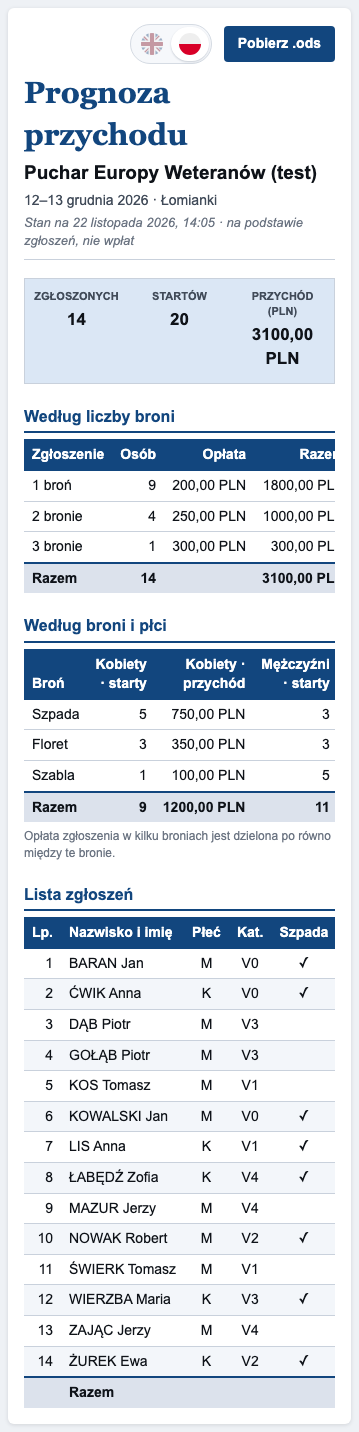 Pobierz .ods
Prognoza
przychodu
Puchar Europy Weteranów (test)
12–13 grudnia 2026 · Łomianki
Stan na 22 listopada 2026, 14:05 · na podstawie
zgłoszeń, nie wpłat
ZGŁOSZONYCH STARTÓW PRZYCHÓD
(PLN)
14 20 3100,00
PLN
Według liczby broni
Zgłoszenie Osób Opłata Razem
1 broń 9 200,00 PLN 1800,00 PL
2 bronie 4 250,00 PLN 1000,00 PL
3 bronie 1 300,00 PLN 300,00 PL
Razem 14 3100,00 PL
Według broni i płci
Broń Kobiety · starty Kobiety · przychód Mężczyźni · starty
Szpada 5 750,00 PLN 3
Floret 3 350,00 PLN 3
Szabla 1 100,00 PLN 5
Razem 9 1200,00 PLN 11
Opłata zgłoszenia w kilku broniach jest dzielona po równo
między te bronie.
Lista zgłoszeń
Lp. Nazwisko i imię Płeć Kat. Szpada
1 BARAN Jan M V0 ✓
2 ĆWIK Anna K V0 ✓
3 DĄB Piotr M V3
4 GOŁĄB Piotr M V3
5 KOS Tomasz M V1
6 KOWALSKI Jan M V0 ✓
7 LIS Anna K V1 ✓
8 ŁABĘDŹ Zofia K V4 ✓
9 MAZUR Jerzy M V4
10 NOWAK Robert M V2 ✓
11 ŚWIERK Tomasz M V1
12 WIERZBA Maria K V3 ✓
13 ZAJĄC Jerzy M V4
14 ŻUREK Ewa K V2 ✓
Razem